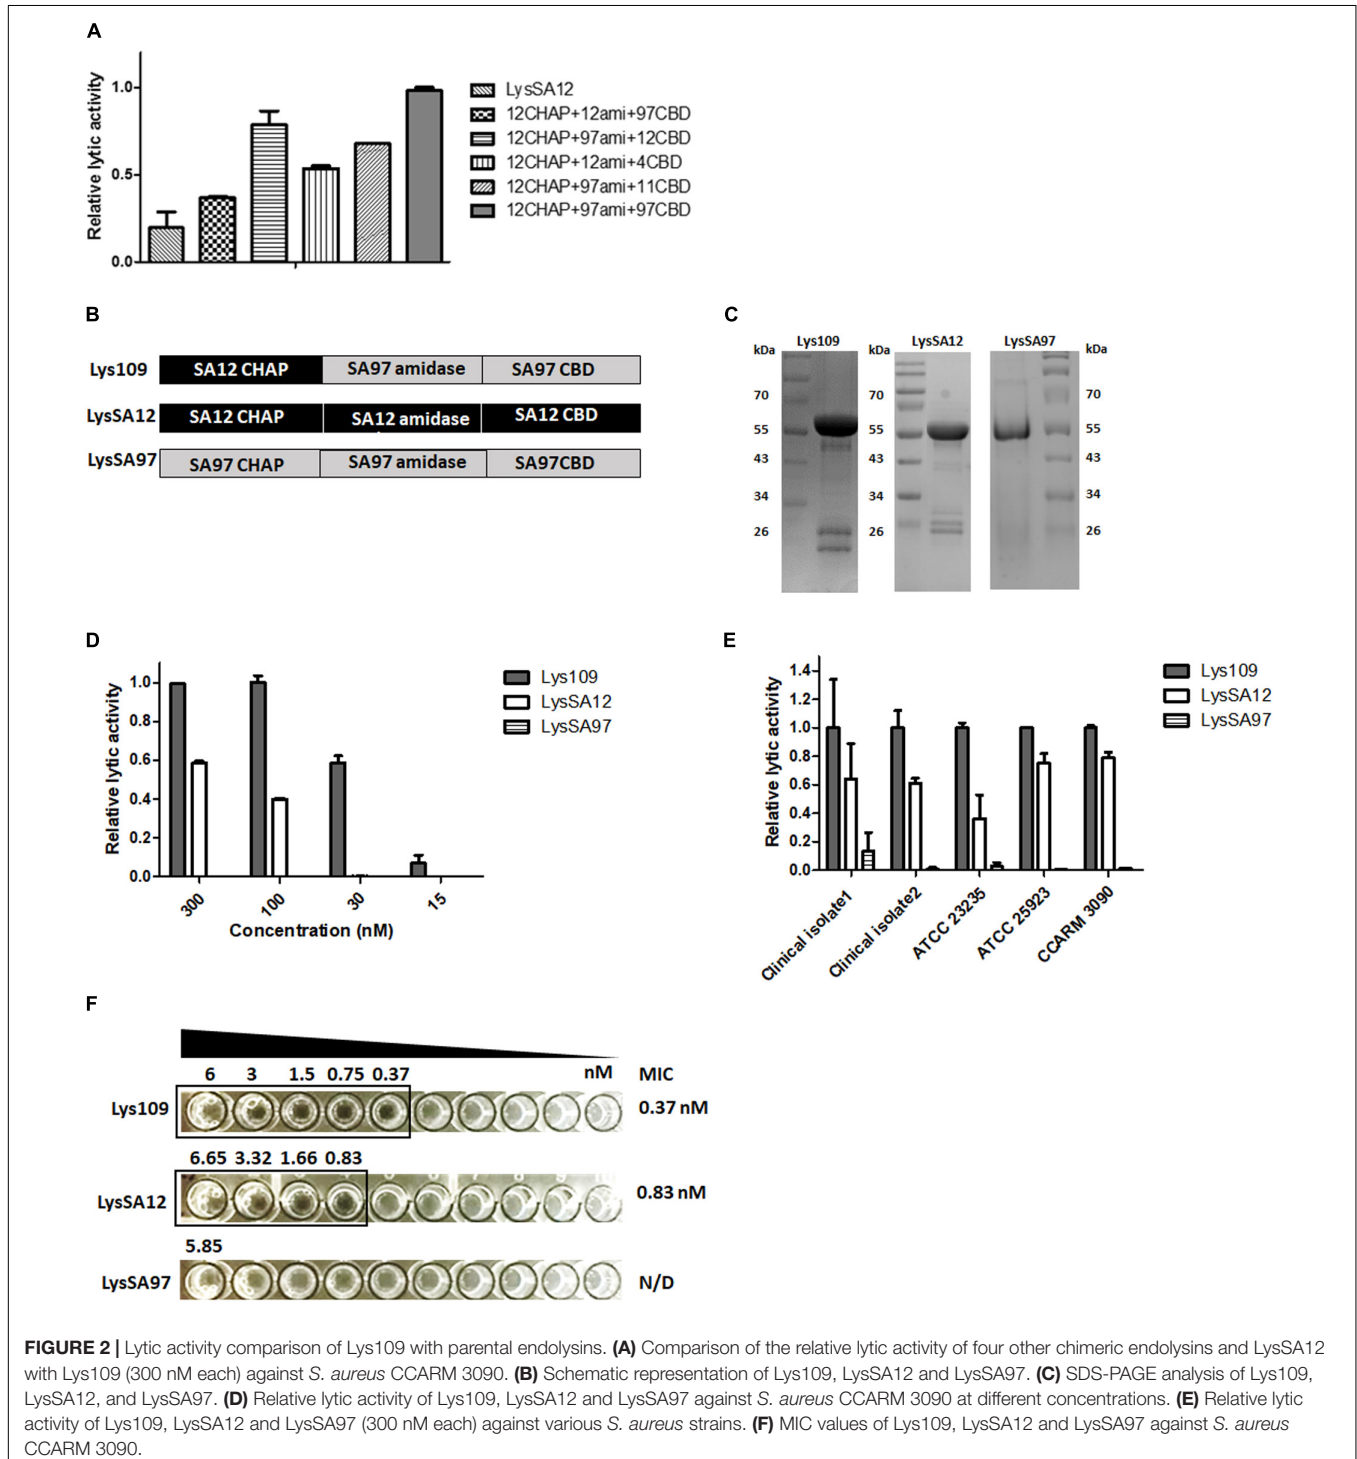 A
Relative lytic activity
1.0
0.5
0.0
LysSA12
12CHAP+12ami+97CBD
12CHAP+97ami+12CBD
12CHAP+12ami+4CBD
12CHAP+97ami+11CBD
12CHAP+97ami+97CBD
B
Lys109 SA12 CHAP SA97 amidase SA97 CBD
LysSA12 SA12 CHAP SA12 amidase SA12 CBD
LysSA97 SA97 CHAP SA97 amidase SA97CBD
C
Lys109 LysSA12 LysSA97
kDa kDa kDa
70 70 70
55 55 55
43 43 43
34 34 34
26 26 26
D
Relative lytic activity
1.0
0.8
0.6
0.4
0.2
0.0
300 100 30 15
Concentration (nM)
Lys109
LysSA12
LysSA97
E
Relative lytic activity
1.4
1.2
1.0
0.8
0.6
0.4
0.2
0.0
Clinical isolate1 Clinical isolate2 ATCC 23235 ATCC 25923 CCARM 3090
Lys109
LysSA12
LysSA97
F
6 3 1.5 0.75 0.37 nM MIC
Lys109 0.37 nM
6.65 3.32 1.66 0.83
LysSA12 0.83 nM
5.85
LysSA97 N/D
FIGURE 2 | Lytic activity comparison of Lys109 with parental endolysins. (A) Comparison of the relative lytic activity of four other chimeric endolysins and LysSA12
with Lys109 (300 nM each) against S. aureus CCARM 3090. (B) Schematic representation of Lys109, LysSA12 and LysSA97. (C) SDS-PAGE analysis of Lys109,
LysSA12, and LysSA97. (D) Relative lytic activity of Lys109, LysSA12 and LysSA97 against S. aureus CCARM 3090 at different concentrations. (E) Relative lytic
activity of Lys109, LysSA12 and LysSA97 (300 nM each) against various S. aureus strains. (F) MIC values of Lys109, LysSA12 and LysSA97 against S. aureus
CCARM 3090.